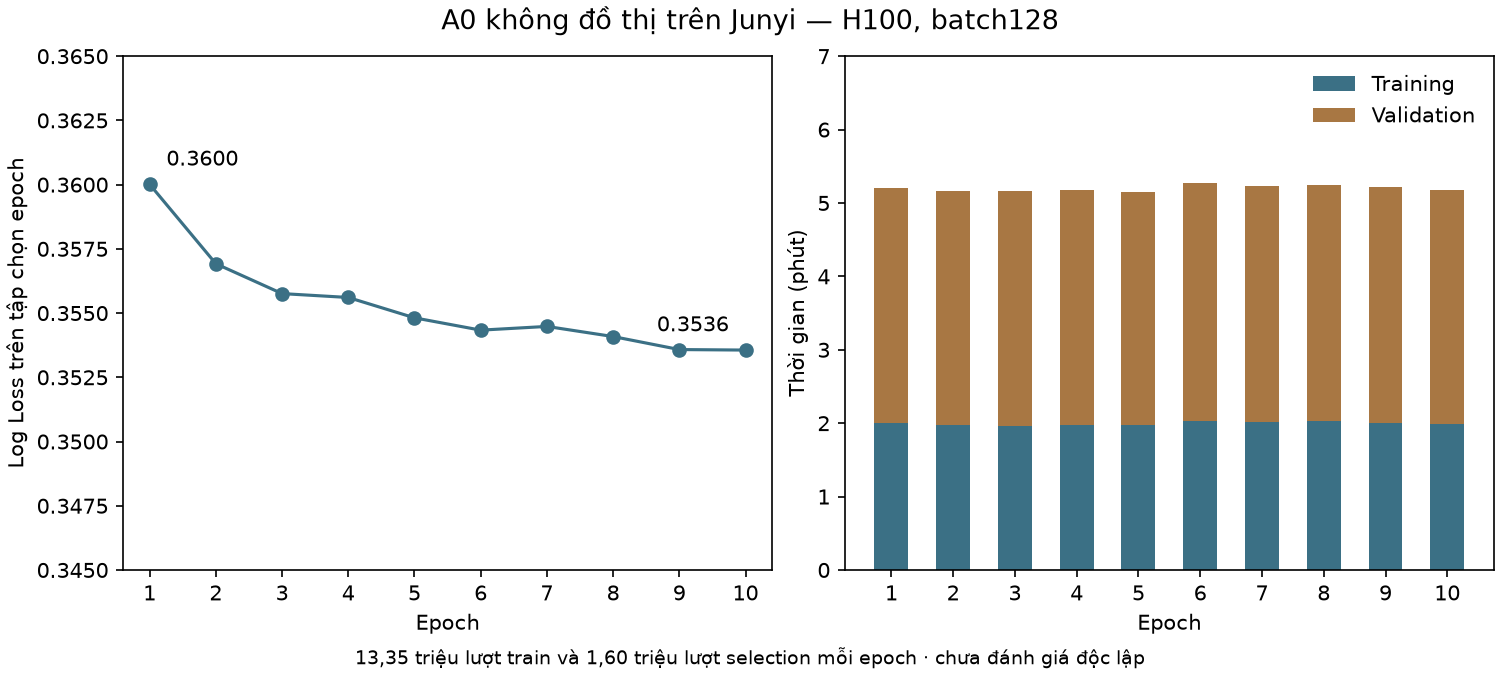 A0 không đồ thị trên Junyi — H100, batch128
Log Loss trên tập chọn epoch
0.3650
0.3625
0.3600
0.3575
0.3550
0.3525
0.3500
0.3475
0.3450
0.3600
0.3536
1 2 3 4 5 6 7 8 9 10
Epoch
Thời gian (phút)
7
6
5
4
3
2
1
0
Training
Validation
1 2 3 4 5 6 7 8 9 10
Epoch
13,35 triệu lượt train và 1,60 triệu lượt selection mỗi epoch · chưa đánh giá độc lập